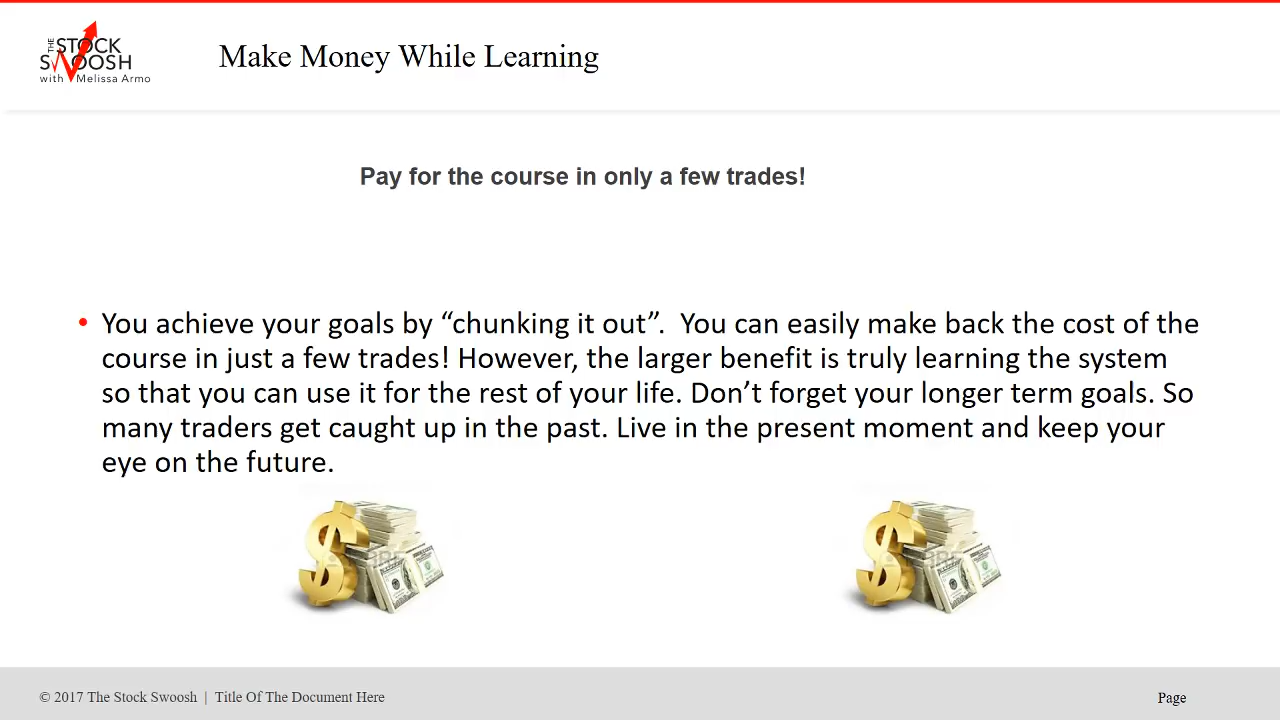 THE STOCK
SWOOSH
with Melissa Armo
Make Money While Learning
Pay for the course in only a few trades!
• You achieve your goals by “chunking it out”.  You can easily make back the cost of the
course in just a few trades! However, the larger benefit is truly learning the system
so that you can use it for the rest of your life. Don’t forget your longer term goals. So
many traders get caught up in the past. Live in the present moment and keep your
eye on the future.
© 2017 The Stock Swoosh | Title Of The Document Here
Page